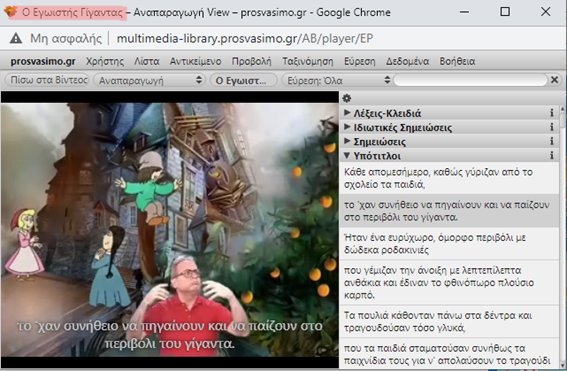 Ο Εγωιστής Γίγαντας – Αναπαραγωγή View – prosvasimo.gr - Google Chrome
Μη ασφαλής multimedia-library.prosvasimo.gr/AB/player/EP
prosvasimo.gr Χρήστης Λίστα Αντικείμενο Προβολή Ταξινόμηση Εύρεση Δεδομένα Βοήθεια
Πίσω στα Βίντεος Αναπαραγωγή Ο Εγωιστ... Εύρεση: Όλα
Λέξεις-Κλειδιά
Ιδιωτικές Σημειώσεις
Σημειώσεις
Υπότιτλοι
Κάθε απομεσήμερο, καθώς γύριζαν από το
σχολείο τα παιδιά,
το ‘χαν συνήθειο να πηγαίνουν και να παίζουν
στο περιβόλι του γίγαντα.
Ήταν ένα ευρύχωρο, όμορφο περιβόλι με
δώδεκα ροδακινιές
που γέμιζαν την άνοιξη με λεπτεπίλεπτα
ανθάκια και έδιναν το φθινόπωρο πλούσιο
καρπό.
Τα πουλιά κάθονταν πάνω στα δέντρα και
τραγουδούσαν τόσο γλυκά,
που τα παιδιά σταματούσαν συνήθως τα
παιχνίδια τους για ν’ απολαύσουν το τραγούδι
το ‘χαν συνήθειο να πηγαίνουν και να παίζουν στο
περιβόλι του γίγαντα.